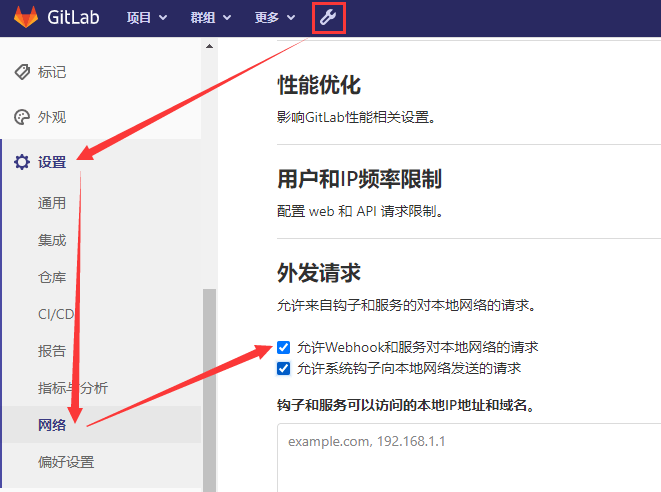 GitLab 项目 群组 更多
标记
外观
设置
通用
集成
仓库
CI/CD
报告
指标与分析
网络
偏好设置
性能优化
影响GitLab性能相关设置。
用户和IP频率限制
配置 web 和 API 请求限制。
外发请求
允许来自钩子和服务的对本地网络的请求。
允许Webhook和服务对本地网络的请求
允许系统钩子向本地网络发送的请求
钩子和服务可以访问的本地IP地址和域名。
example.com, 192.168.1.1